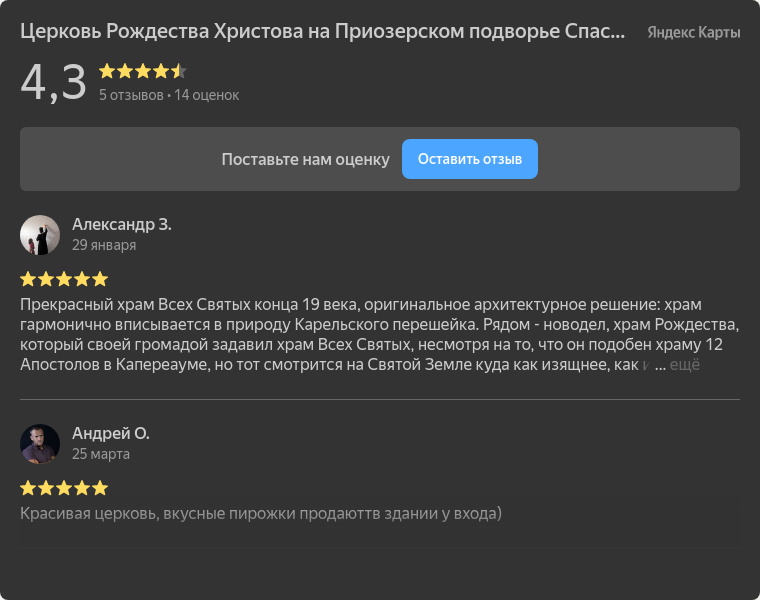 Церковь Рождества Христова на Приозерском подворье Спас...
Яндекс Карты
4,3
5 отзывов • 14 оценок
Поставьте нам оценку
Оставить отзыв
Александр З.
29 января
Прекрасный храм Всех Святых конца 19 века, оригинальное архитектурное решение: храм
гармонично вписывается в природу Карельского перешейка. Рядом - новодел, храм Рождества,
который своей громадой задавил храм Всех Святых, несмотря на то, что он подобен храму 12
Апостолов в Капереауме, но тот смотрится на Святой Земле куда как изящнее, как и ... ещё
Андрей О.
25 марта
Красивая церковь, вкусные пирожки продаюттв здании у входа)